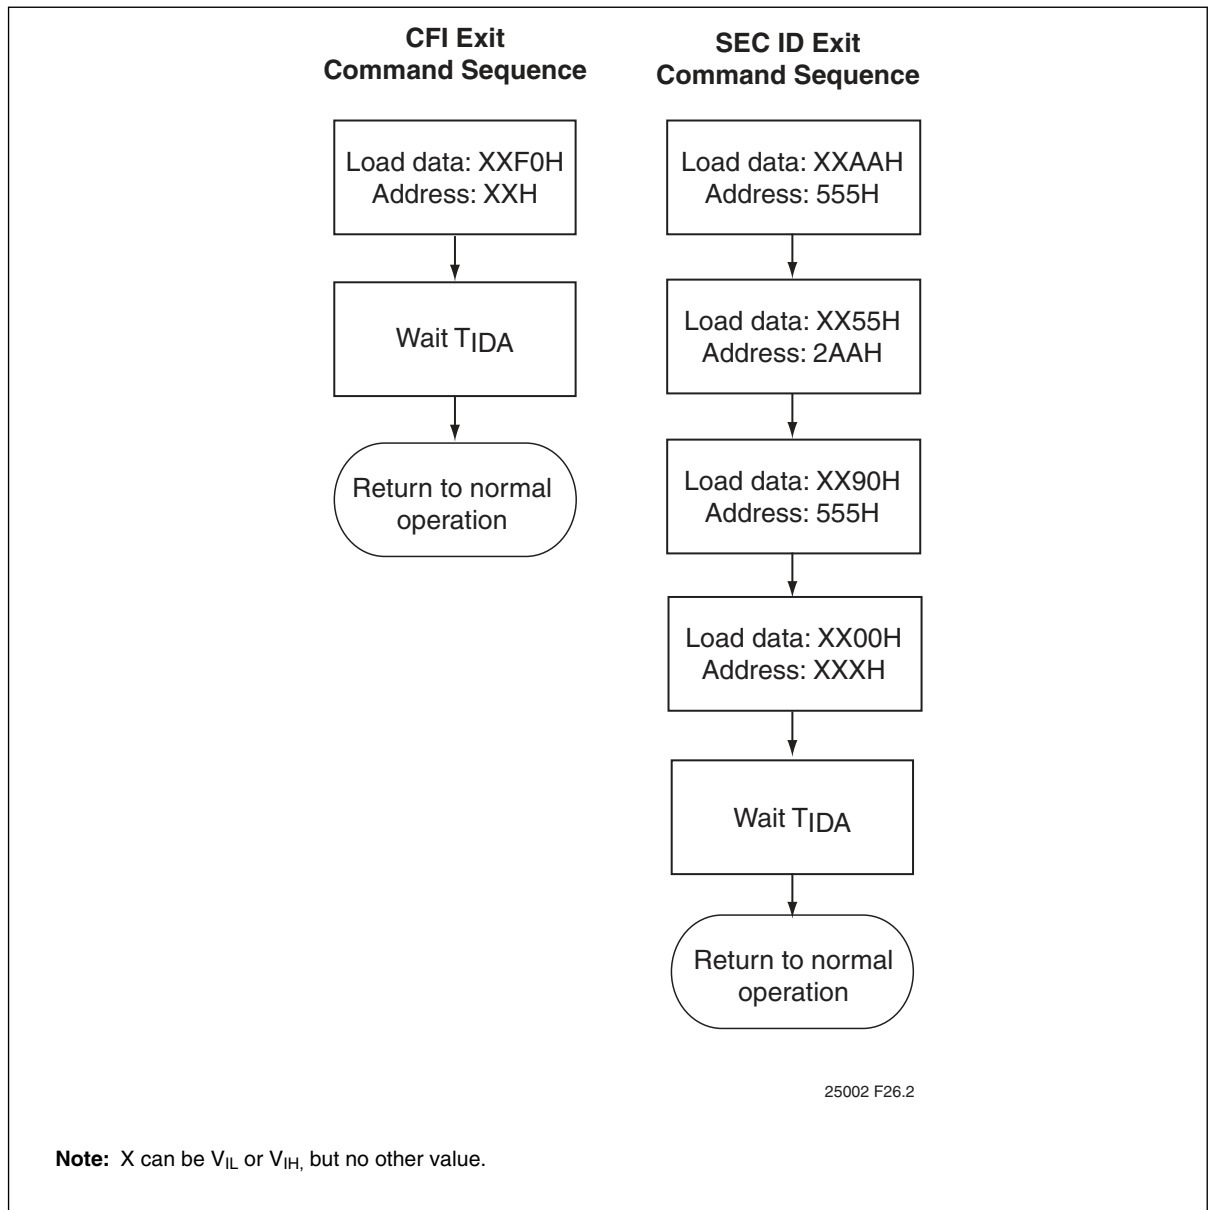 CFI Exit
Command Sequence
Load data: XXF0H
Address: XXH
Wait TIDA
Return to normal
operation
SEC ID Exit
Command Sequence
Load data: XXAAH
Address: 555H
Load data: XX55H
Address: 2AAH
Load data: XX90H
Address: 555H
Load data: XX00H
Address: XXXH
Wait TIDA
Return to normal
operation
25002 F26.2
Note: X can be VIL or VIH, but no other value.